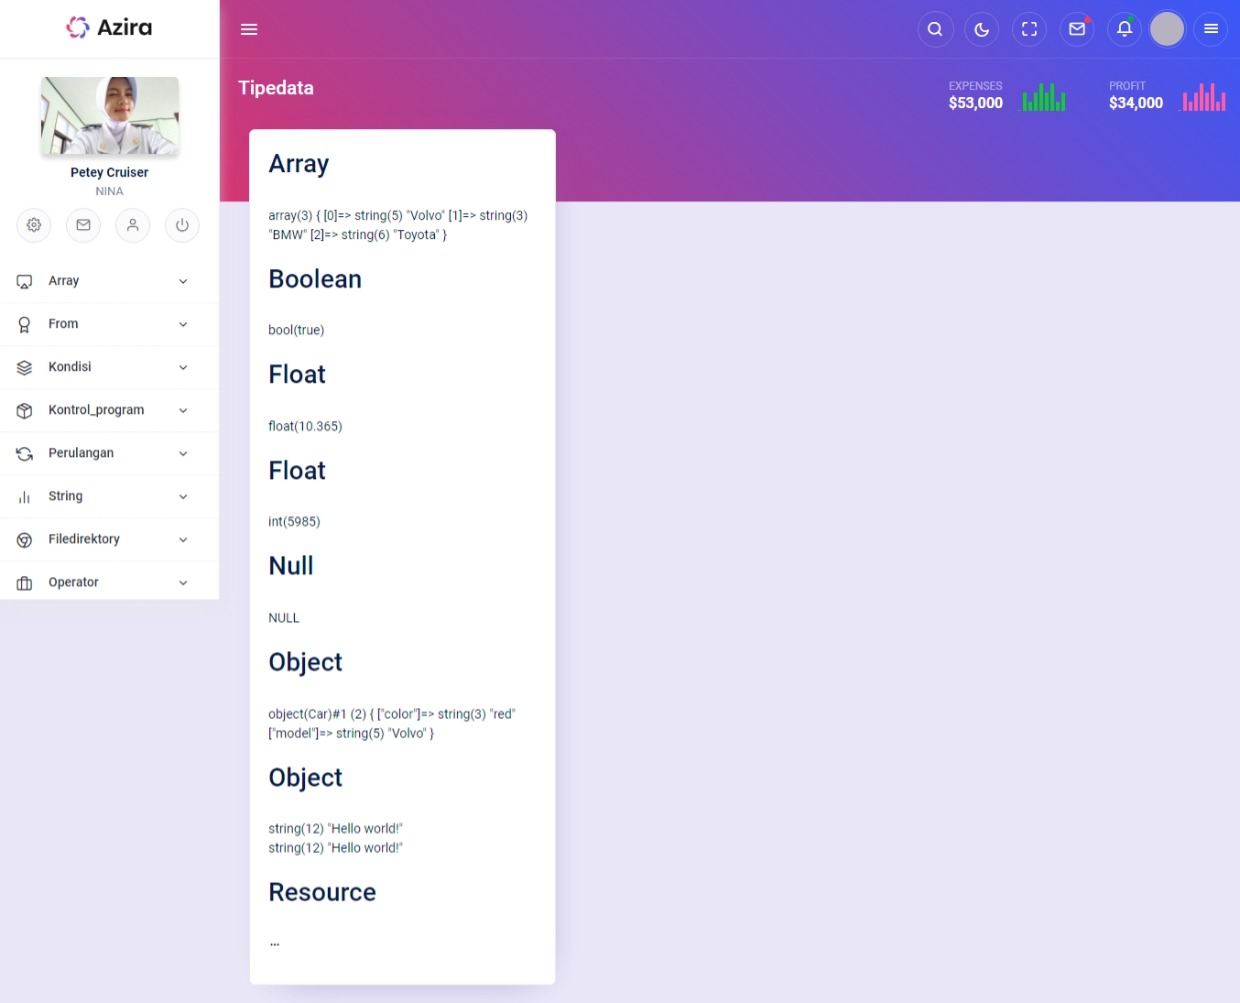 Azira
Petey Cruiser
NINA
Array
From
Kondisi
Kontrol_program
Perulangan
String
Filedirektory
Operator
Tipedata
EXPENSES
$53,000
PROFIT
$34,000
Array
array(3) { [0]=> string(5) "Volvo" [1]=> string(3)
"BMW" [2]=> string(6) "Toyota" }
Boolean
bool(true)
Float
float(10.365)
Float
int(5985)
Null
NULL
Object
object(Car)#1 (2) { ["color"]=> string(3) "red"
["model"]=> string(5) "Volvo" }
Object
string(12) "Hello world!"
string(12) "Hello world!"
Resource
...